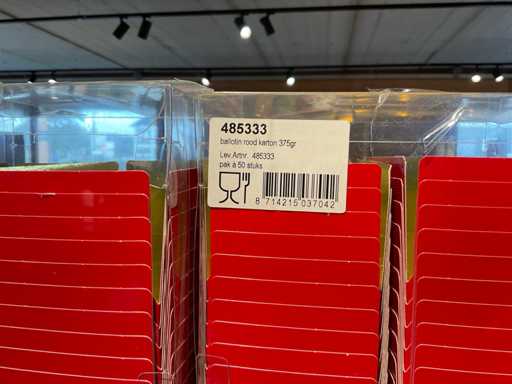 485333
ballotin rood karton 375gr
Lev.Artnr.: 485333
pak à 50 stuks
8 714215 037042